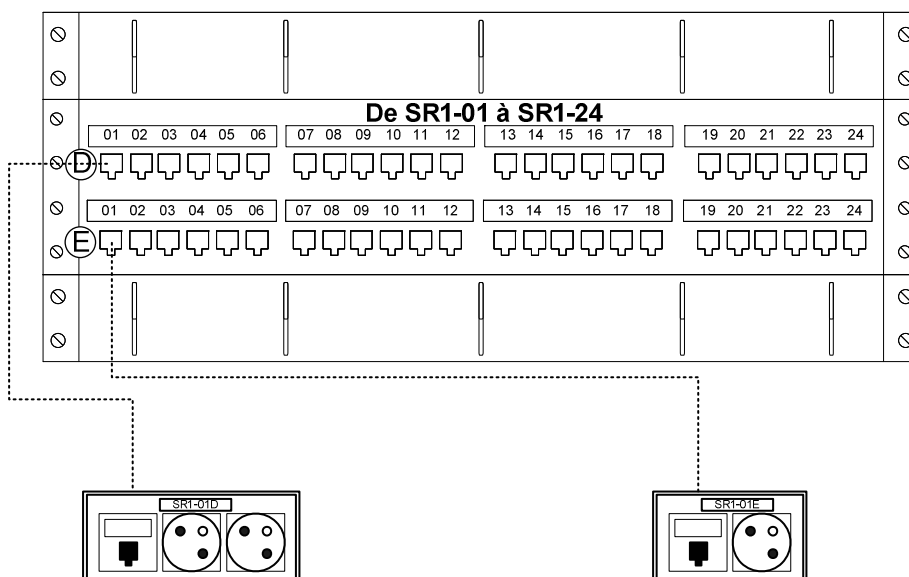 De SR1-01 à SR1-24
01 02 03 04 05 06 07 08 09 10 11 12 13 14 15 16 17 18 19 20 21 22 23 24
D
01 02 03 04 05 06 07 08 09 10 11 12 13 14 15 16 17 18 19 20 21 22 23 24
E
SR1-01D SR1-01E